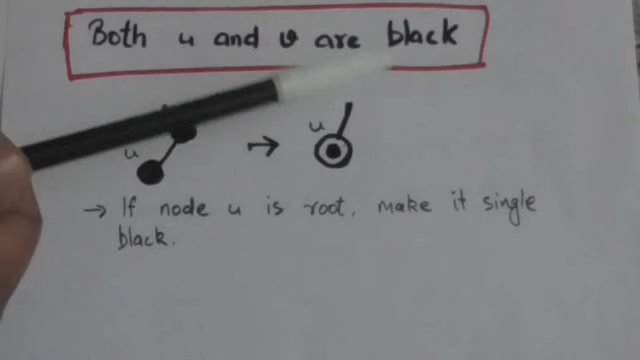 Both u and v are black
u
u
→ If node u is root, make it single
black.